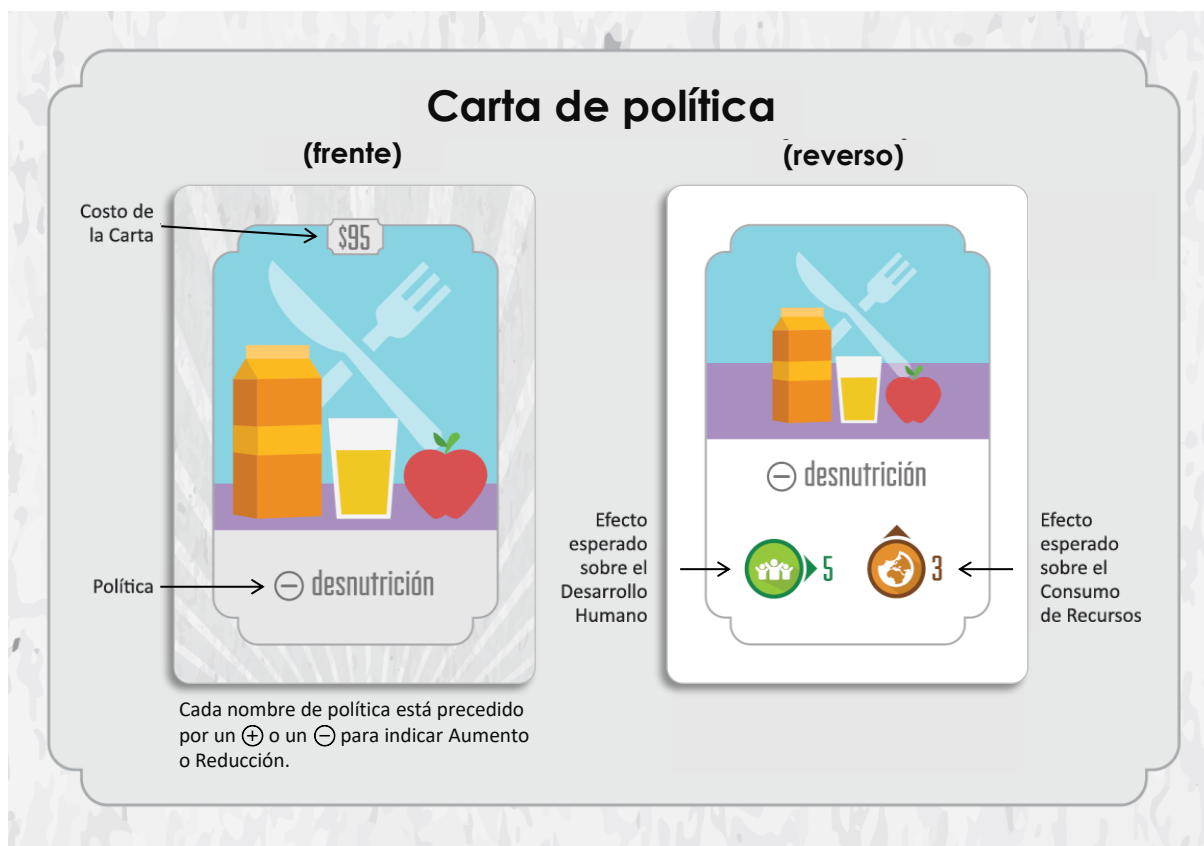 Carta de política
(frente)
(reverso)
Costo de
la Carta
$95
Política
⊖ desnutrición
Cada nombre de política está precedido
por un ⊕ o un ⊖ para indicar Aumento
o Reducción.
⊖ desnutrición
Efecto
esperado
sobre el
Desarrollo
Humano
5
3
Efecto
esperado
sobre el
Consumo
de Recursos